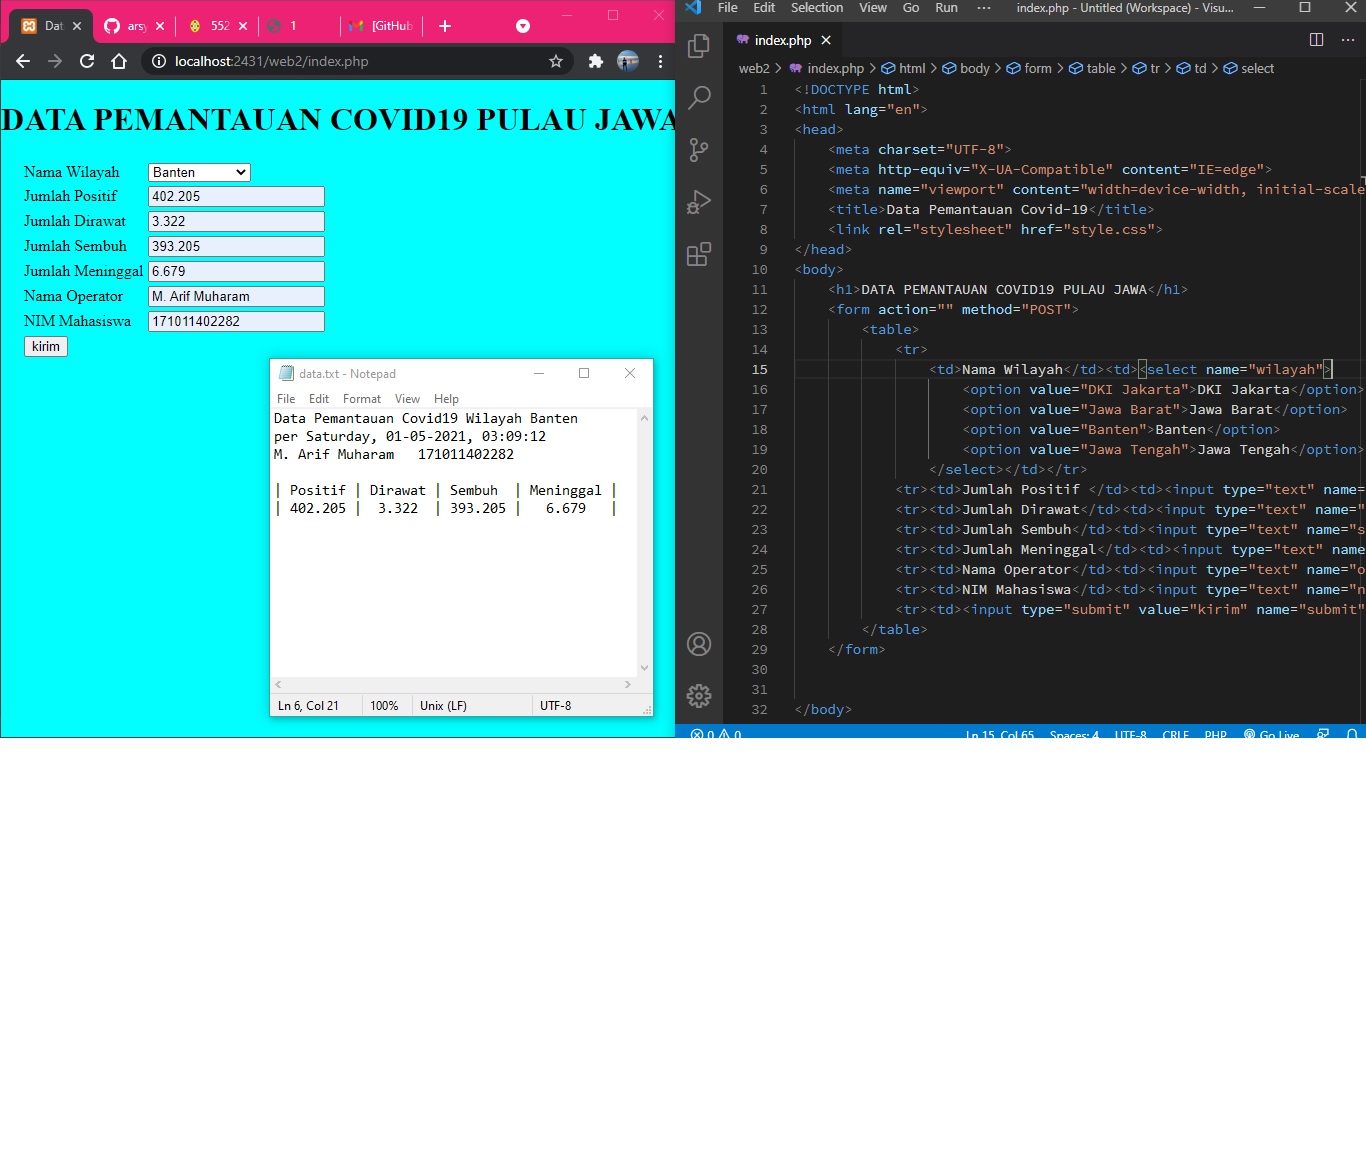 Dat
arsy
552
1
[GitHub
localhost:2431/web2/index.php
DATA PEMANTAUAN COVID19 PULAU JAWA
Nama Wilayah Banten
Jumlah Positif 402.205
Jumlah Dirawat 3.322
Jumlah Sembuh 393.205
Jumlah Meninggal 6.679
Nama Operator M. Arif Muharam
NIM Mahasiswa 171011402282
kirim
data.txt - Notepad
File Edit Format View Help
Data Pemantauan Covid19 Wilayah Banten
per Saturday, 01-05-2021, 03:09:12
M. Arif Muharam 171011402282
| Positif | Dirawat | Sembuh | Meninggal |
| 402.205 | 3.322 | 393.205 | 6.679 |
Ln 6, Col 21 100% Unix (LF) UTF-8
File Edit Selection View Go Run ··· index.php - Untitled (Workspace) - Visu...
index.php
web2 > index.php > html > body > form > table > tr > td > select
1 <!DOCTYPE html>
2 <html lang="en">
3 <head>
4 <meta charset="UTF-8">
5 <meta http-equiv="X-UA-Compatible" content="IE=edge">
6 <meta name="viewport" content="width=device-width, initial-scale
7 <title>Data Pemantauan Covid-19</title>
8 <link rel="stylesheet" href="style.css">
9 </head>
10 <body>
11 <h1>DATA PEMANTAUAN COVID19 PULAU JAWA</h1>
12 <form action="" method="POST">
13 <table>
14 <tr>
15 <td>Nama Wilayah</td><td><select name="wilayah">
16 <option value="DKI Jakarta">DKI Jakarta</option>
17 <option value="Jawa Barat">Jawa Barat</option>
18 <option value="Banten">Banten</option>
19 <option value="Jawa Tengah">Jawa Tengah</option>
20 </select></td></tr>
21 <tr><td>Jumlah Positif </td><td><input type="text" name=
22 <tr><td>Jumlah Dirawat</td><td><input type="text" name="
23 <tr><td>Jumlah Sembuh</td><td><input type="text" name="s
24 <tr><td>Jumlah Meninggal</td><td><input type="text" name
25 <tr><td>Nama Operator</td><td><input type="text" name="o
26 <tr><td>NIM Mahasiswa</td><td><input type="text" name="n
27 <tr><td><input type="submit" value="kirim" name="submit"
28 </table>
29 </form>
30
31
32 </body>
0 0 Ln 15, Col 65 Spaces: 4 UTF-8 CRLF PHP Go Live